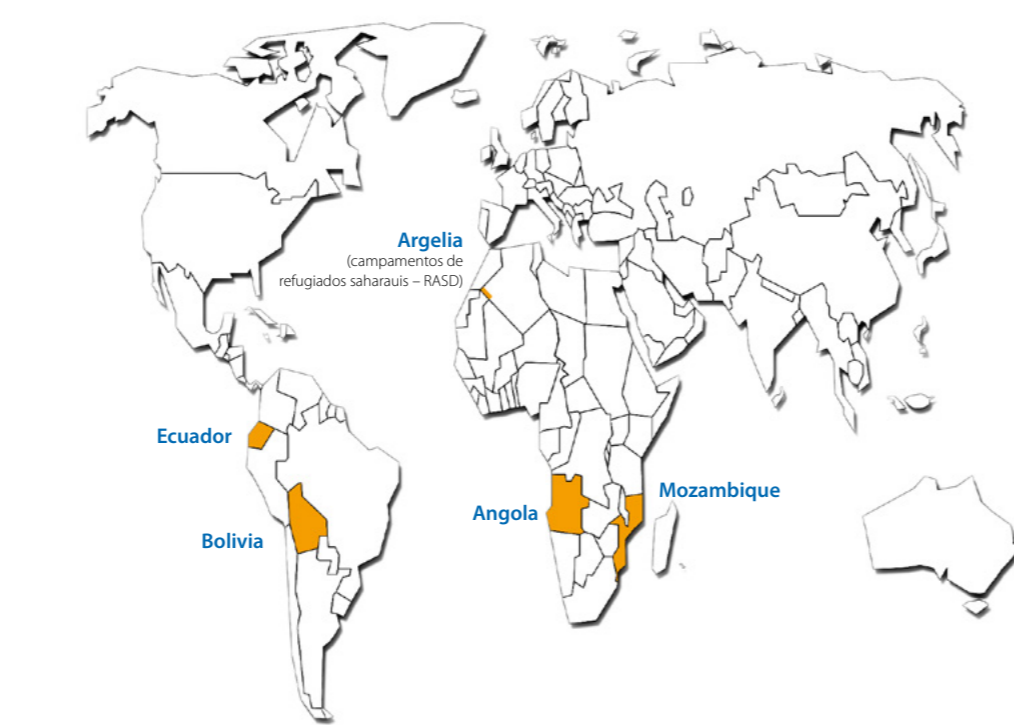 Argelia
(campamentos de
refugiados saharauis – RASD)
Ecuador
Bolivia
Angola
Mozambique